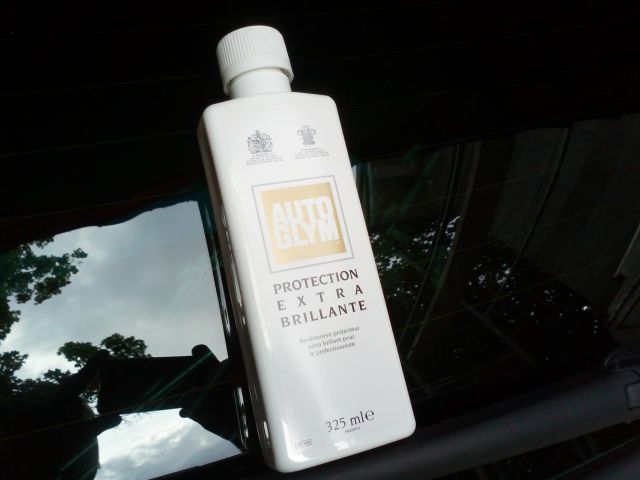 AUTO
GLYM
PROTECTION
EXTRA
BRILLANTE
Revêtement protecteur
extra brillant pour
le perfectionniste.
325 ml e